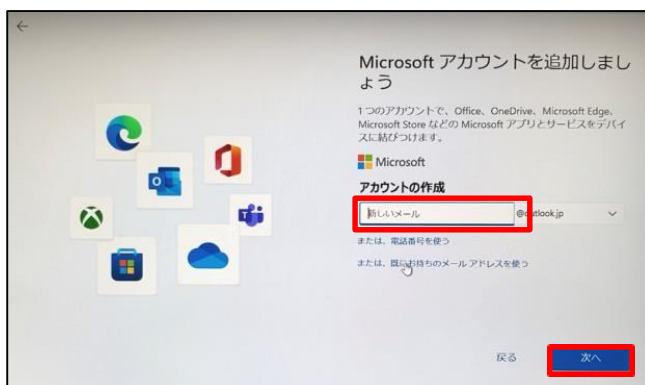 Microsoft アカウントを追加しまし
ょう
1 つのアカウントで、Office、OneDrive、Microsoft Edge、
Microsoft Store などの Microsoft アプリとサービスをデバイ
スに結びつけます。
Microsoft
アカウントの作成
新しいメール @outlook.jp
または、電話番号を使う
または、既にお持ちのメール アドレスを使う
戻る 次へ